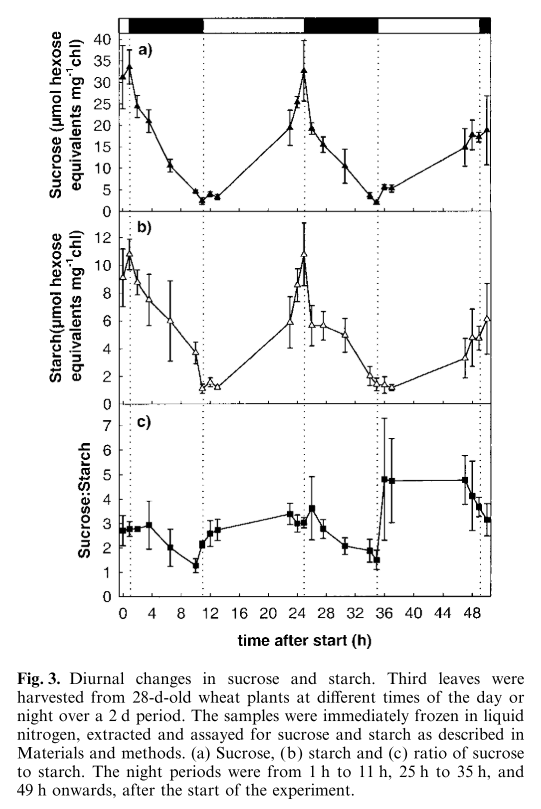 a)
Sucrose (µmol hexose
equivalents mg⁻¹chl)
40
35
30
25
20
15
10
5
0
b)
Starch(µmol hexose
equivalents mg⁻¹chl)
12
10
8
6
4
2
0
c)
Sucrose:Starch
7
6
5
4
3
2
1
0
0 4 8 12 16 20 24 28 32 36 40 44 48
time after start (h)
Fig. 3. Diurnal changes in sucrose and starch. Third leaves were
harvested from 28-d-old wheat plants at different times of the day or
night over a 2 d period. The samples were immediately frozen in liquid
nitrogen, extracted and assayed for sucrose and starch as described in
Materials and methods. (a) Sucrose, (b) starch and (c) ratio of sucrose
to starch. The night periods were from 1 h to 11 h, 25 h to 35 h, and
49 h onwards, after the start of the experiment.